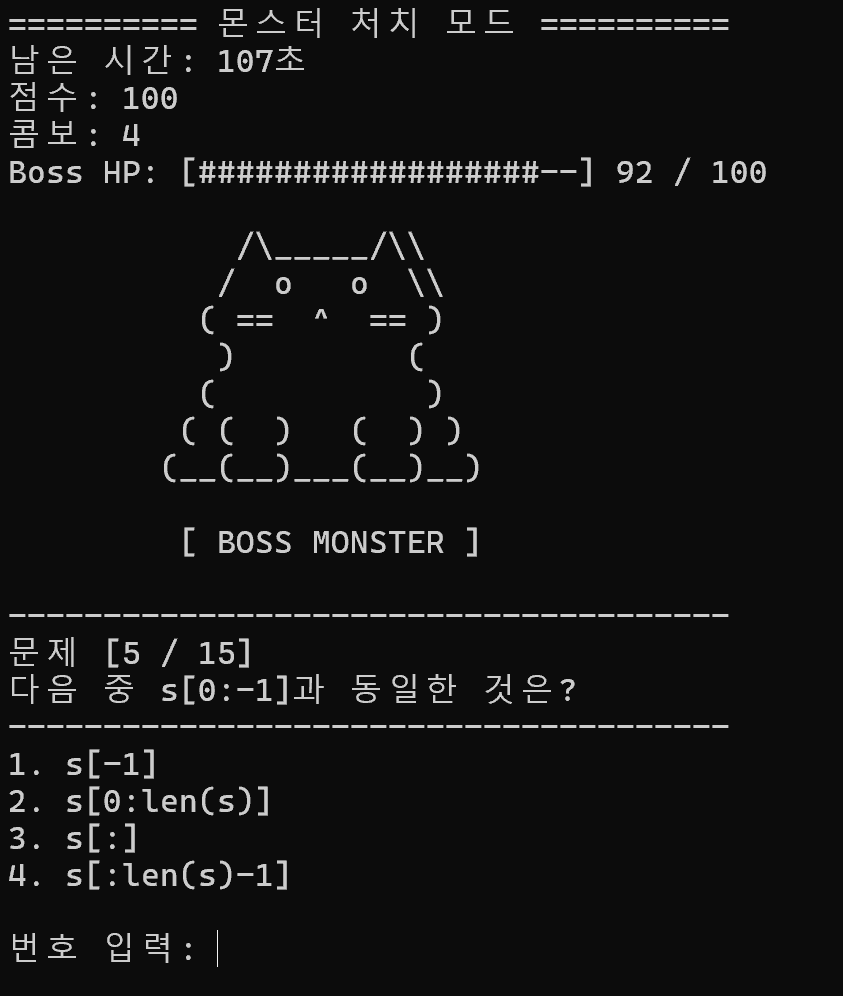 ========== 몬스터 처치 모드 ==========
남은 시간: 107초
점수: 100
콤보: 4
Boss HP: [##################--] 92 / 100
            /\_____/\\
           /  o   o  \\
          ( ==  ^  == )
           )         (
          (           )
         ( (  )   (  ) )
        (__(__)___(__)__)
         [ BOSS MONSTER ]
--------------------------------------
문제 [5 / 15]
다음 중 s[0:-1]과 동일한 것은?
--------------------------------------
1. s[-1]
2. s[0:len(s)]
3. s[:]
4. s[:len(s)-1]
번호 입력: